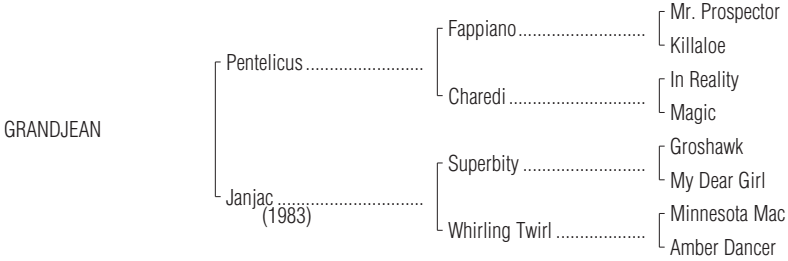 Mr. Prospector
Fappiano..............................
Killaloe
Pentelicus ...........................
In Reality
Charedi ................................
Magic
GRANDJEAN
Groshawk
Superbity .............................
My Dear Girl
Janjac ..................................
(1983)
Minnesota Mac
Whirling Twirl .....................
Amber Dancer